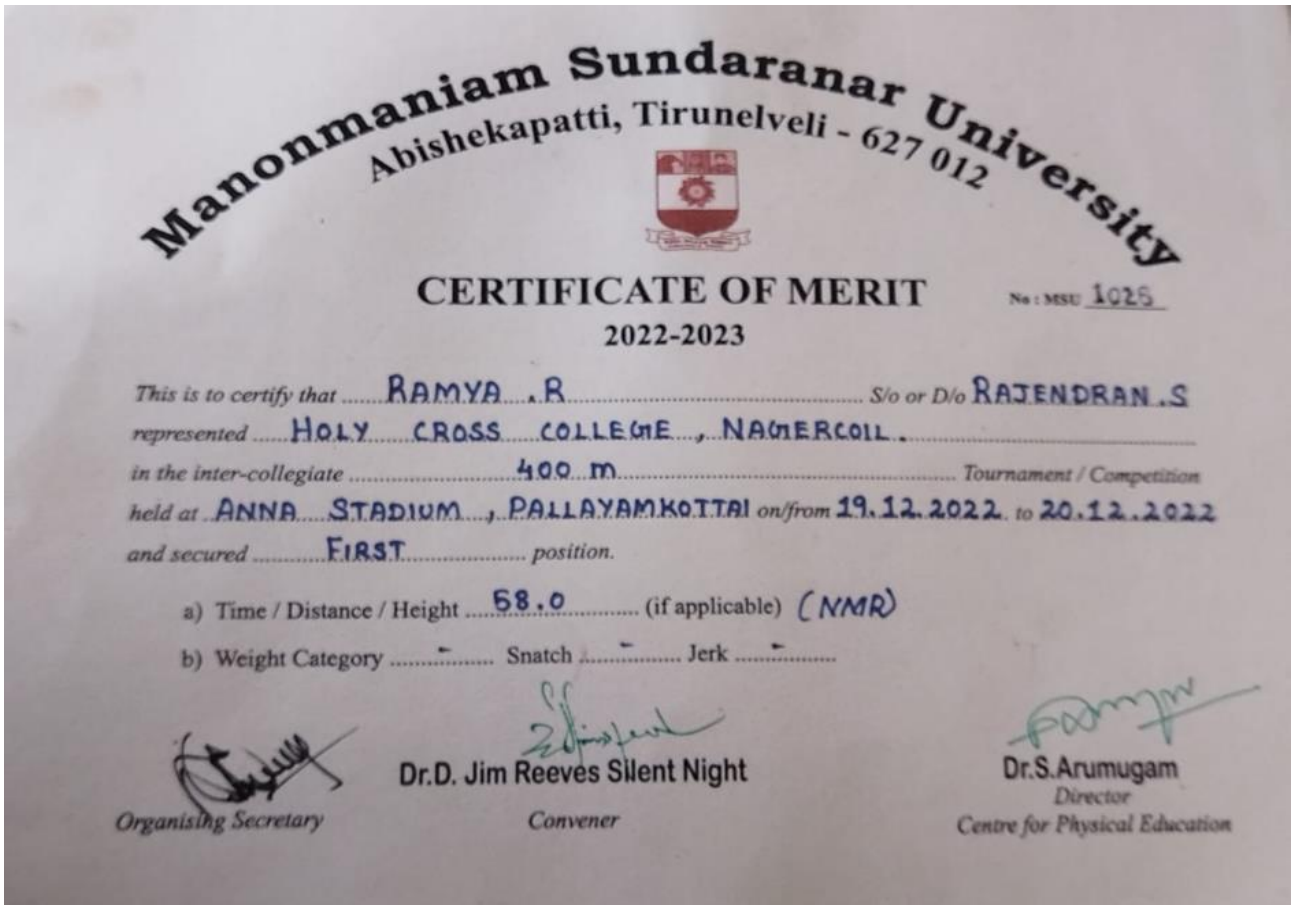 Manonmaniam Sundaranar University
Abishekapatti, Tirunelveli - 627 012
CERTIFICATE OF MERIT
No : MSU 1026
2022-2023
This is to certify that ...... RAMYA . R ...... S/o or D/o RAJENDRAN . S
represented ...... HOLY CROSS COLLEGE , NAGERCOIL .
in the inter-collegiate ...... 400 m ...... Tournament / Competition
held at ANNA STADIUM , PALLAYAMKOTTAI on/from 19.12.2022 to 20.12.2022
and secured ...... FIRST ...... position.
a) Time / Distance / Height ...... 58.0 ...... (if applicable) (NMR)
b) Weight Category ...... - ...... Snatch ...... - ...... Jerk ...... - ......
Dr.D. Jim Reeves Silent Night
Dr.S.Arumugam
Organising Secretary
Convener
Director
Centre for Physical Education